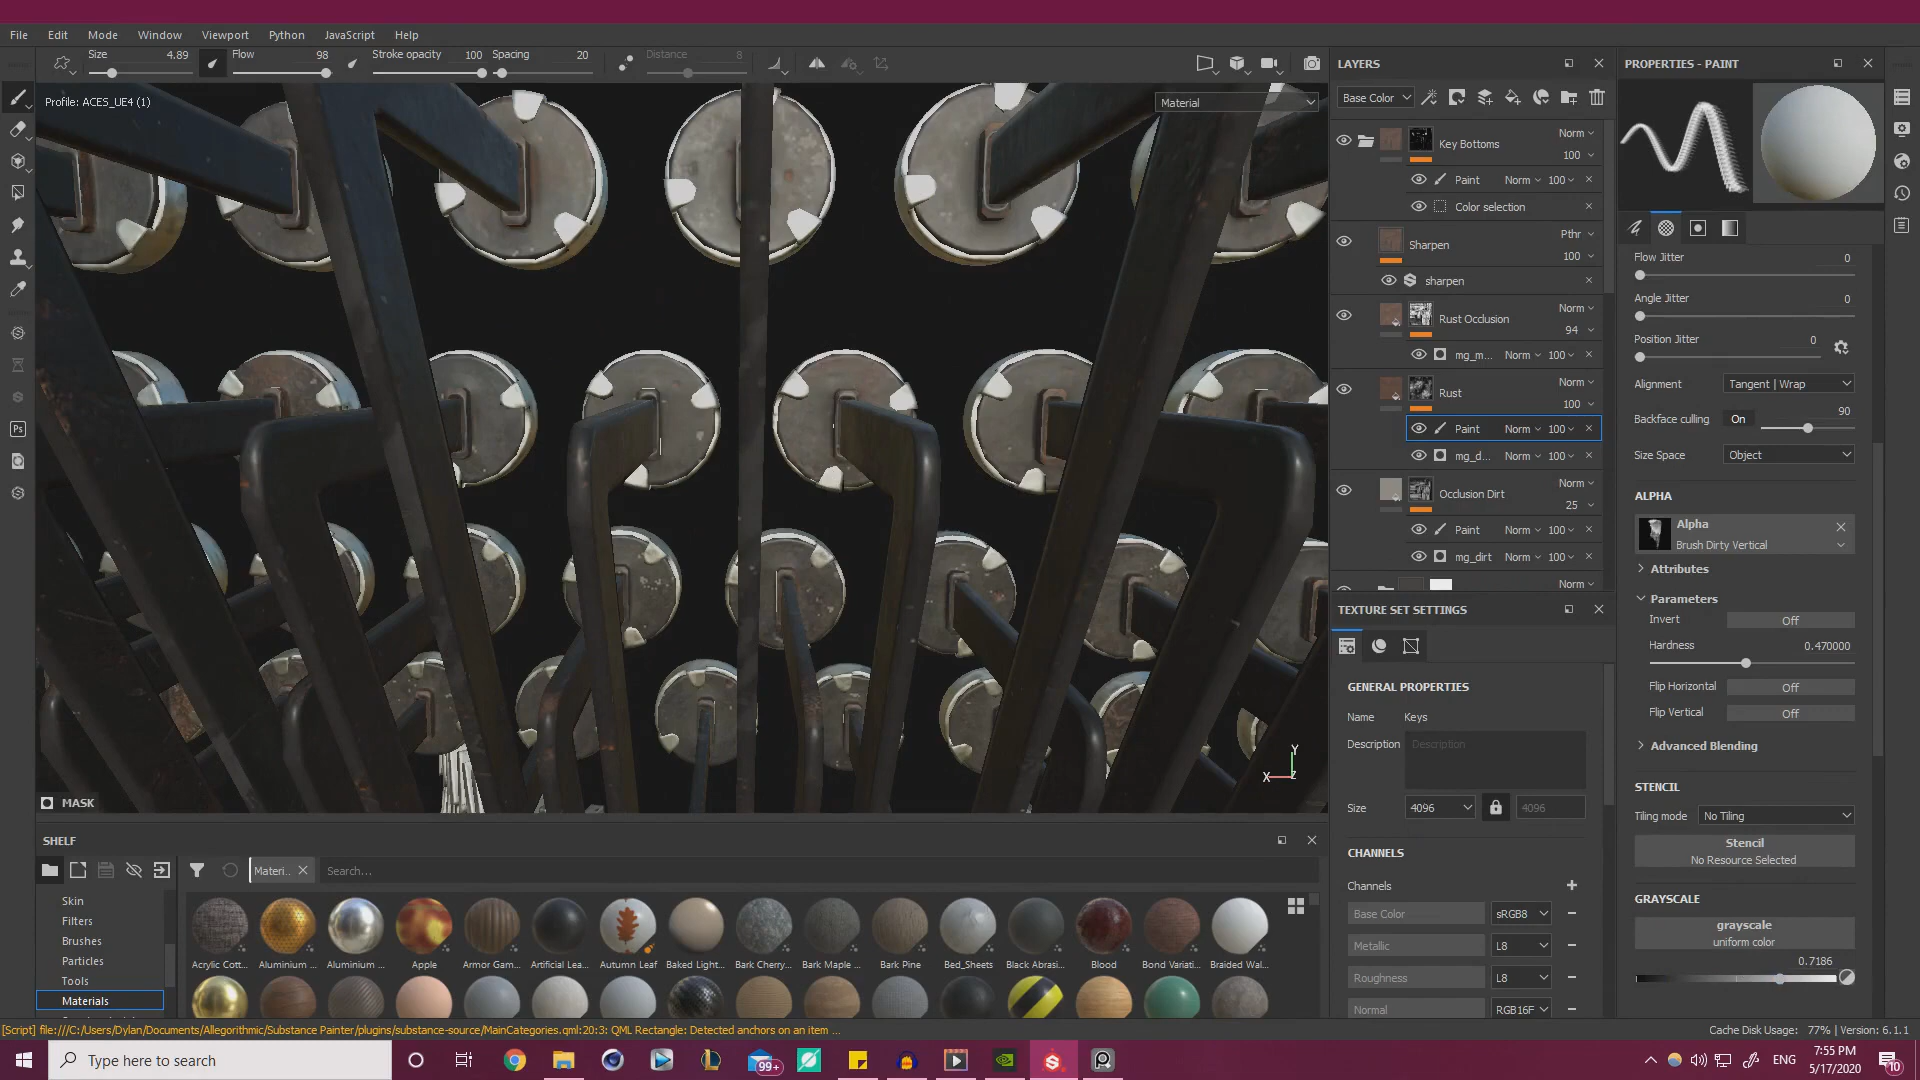 File Edit Mode Window Viewport Python JavaScript Help
Size 4.89 Flow 98 Stroke opacity 100 Spacing 20 Distance 8
Profile: ACES_UE4 (1)
Material
MASK
LAYERS
Base Color
Key Bottoms Norm 100
Paint Norm 100
Color selection
Sharpen Pthr 100
sharpen
Rust Occlusion Norm 94
mg_m... Norm 100
Rust Norm 100
Paint Norm 100
mg_d... Norm 100
Occlusion Dirt Norm 25
Paint Norm 100
mg_dirt Norm 100
Norm
TEXTURE SET SETTINGS
GENERAL PROPERTIES
Name Keys
Description Description
Size 4096 4096
CHANNELS
Channels
Base Color sRGB8
Metallic L8
Roughness L8
Normal RGB16F
PROPERTIES - PAINT
Flow Jitter 0
Angle Jitter 0
Position Jitter 0
Alignment Tangent | Wrap
Backface culling On 90
Size Space Object
ALPHA
Alpha
Brush Dirty Vertical
Attributes
Parameters
Invert Off
Hardness 0.470000
Flip Horizontal Off
Flip Vertical Off
Advanced Blending
STENCIL
Tiling mode No Tiling
Stencil
No Resource Selected
GRAYSCALE
grayscale
uniform color
0.7186
SHELF
Materi.. Search...
Skin
Filters
Brushes
Particles
Tools
Materials
Acrylic Cott... Aluminium ... Aluminium ... Apple Armor Gam... Artificial Lea... Autumn Leaf Baked Light... Bark Cherry... Bark Maple ... Bark Pine Bed_Sheets Black Abrasi... Blood Bond Variati... Braided Wal...
[Script] file:///C:/Users/Dylan/Documents/Allegorithmic/Substance Painter/plugins/substance-source/MainCategories.qml:20:3: QML Rectangle: Detected anchors on an item ...
Cache Disk Usage: 77% | Version: 6.1.1
Type here to search
99+
Ps
X Y Z
ENG
7:55 PM
5/17/2020
10